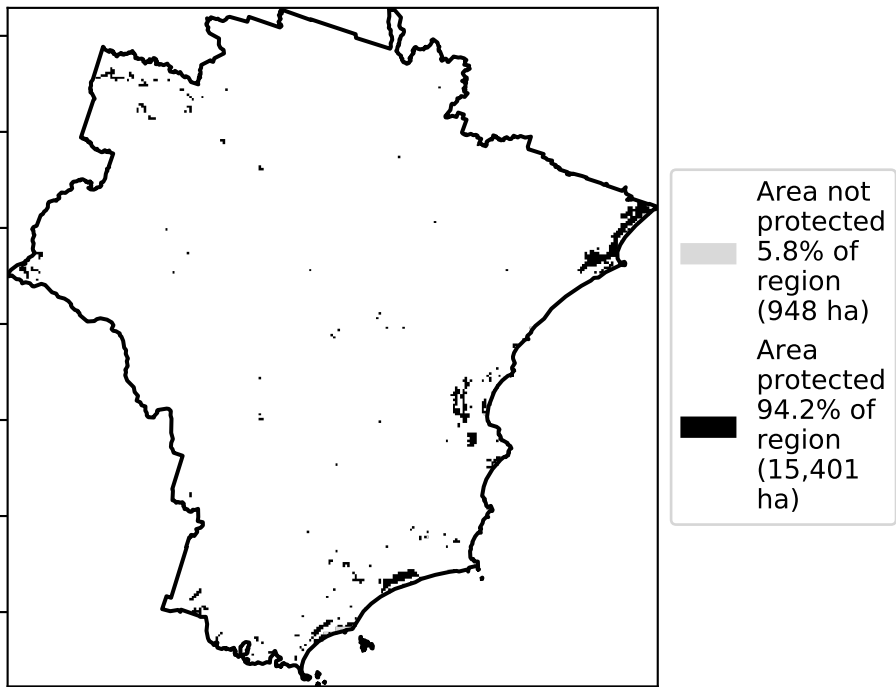 Area not
protected
5.8% of
region
(948 ha)
Area
protected
94.2% of
region
(15,401
ha)